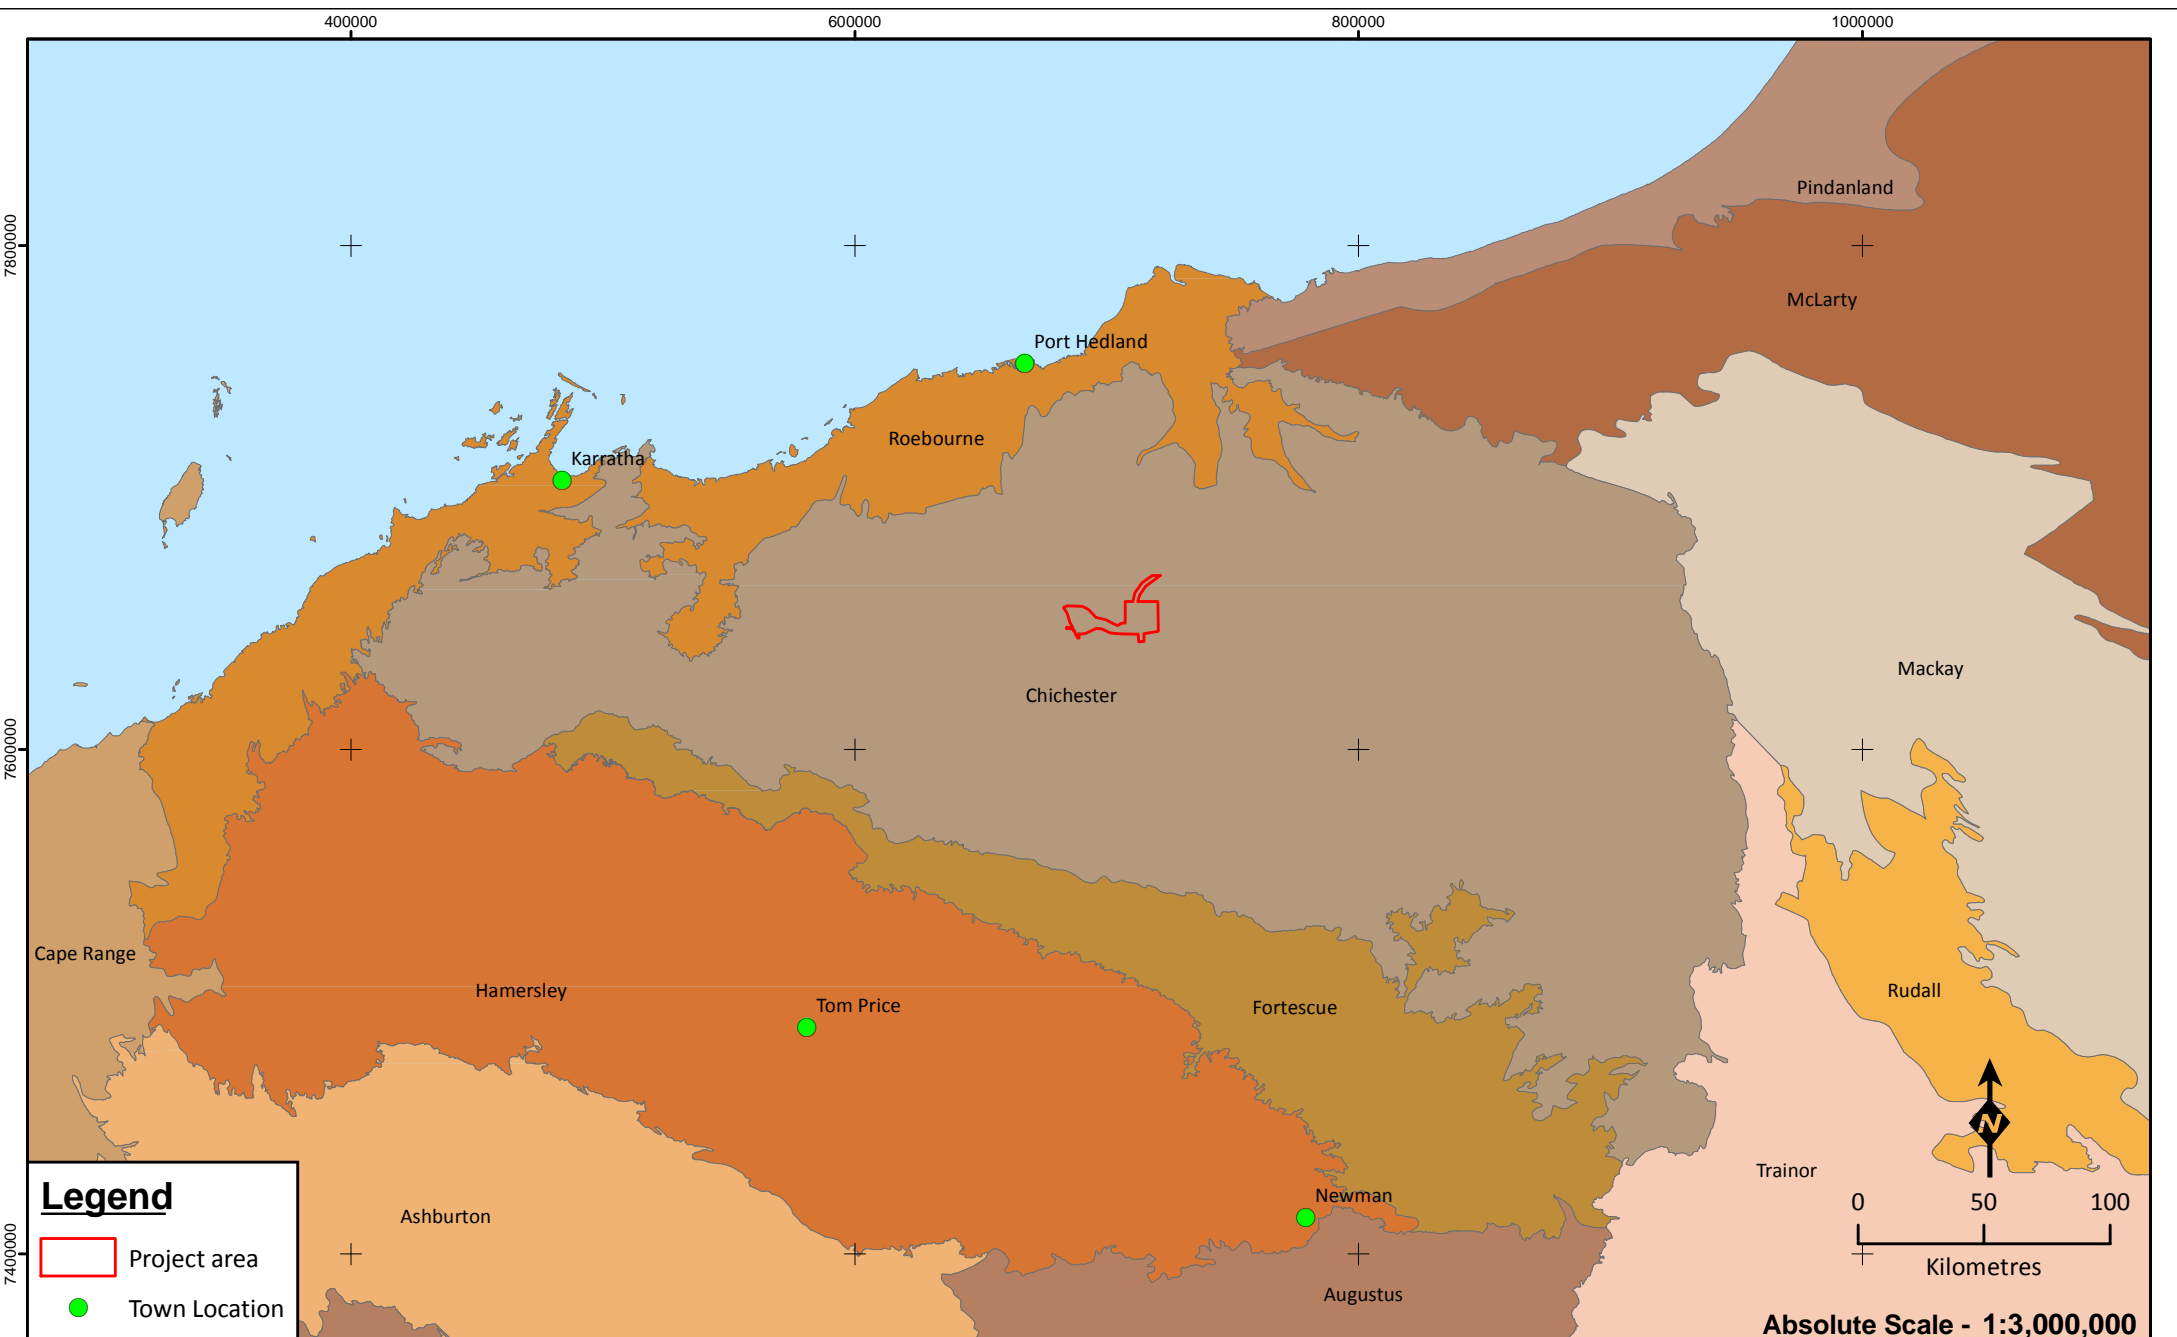 400000 600000 800000 1000000
Pindanland
7800000
McLarty
Port Hedland
Roebourne
Karratha
Mackay
Chichester
7600000
Cape Range
Hamersley
Rudall
Tom Price
Fortescue
N
Trainor
Newman
Legend
0 50 100
Ashburton
7400000
Project area
Kilometres
Augustus
Town Location
Absolute Scale - 1:3,000,000